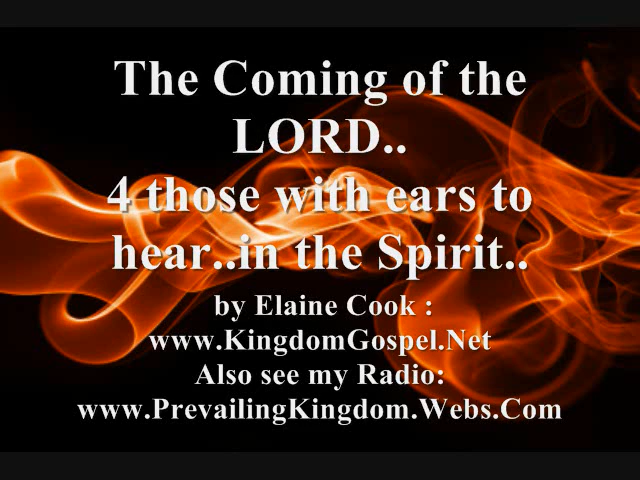 The Coming of the
LORD..
4 those with ears to
hear..in the Spirit..
by Elaine Cook :
www.KingdomGospel.Net
Also see my Radio:
www.PrevailingKingdom.Webs.Com